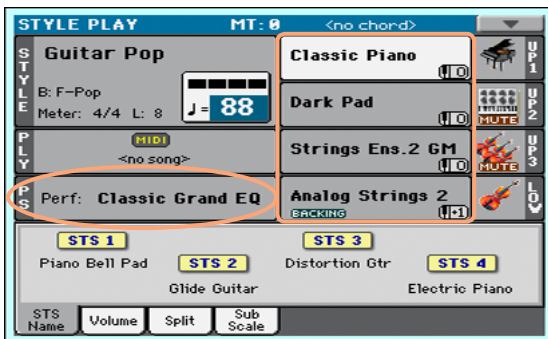 STYLE PLAY MT: 0 <no chord>
STYLE
Guitar Pop
B: F-Pop
Meter: 4/4 L: 8
♩= 88
Classic Piano
0
UP1
Dark Pad
0
MUTE
UP2
PLY
MIDI
<no song>
Strings Ens.2 GM
0
MUTE
UP3
PS
Perf: Classic Grand EQ
Analog Strings 2
BACKING
+1
LOW
STS 1
Piano Bell Pad
STS 2
Glide Guitar
STS 3
Distortion Gtr
STS 4
Electric Piano
STS Name
Volume
Split
Sub Scale